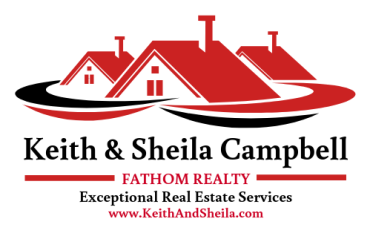 Keith & Sheila Campbell
FATHOM REALTY
Exceptional Real Estate Services
www.KeithAndSheila.com